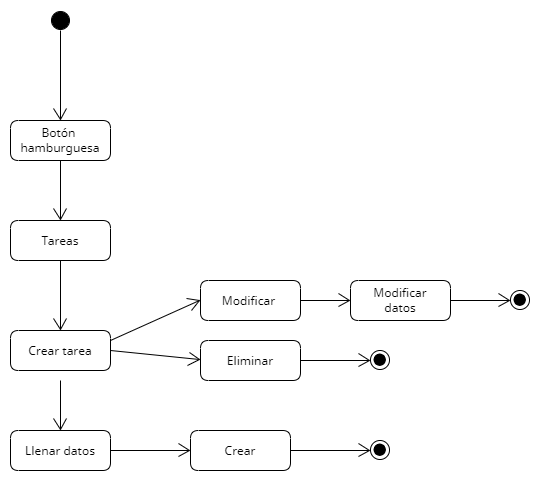 Botón
hamburguesa
Tareas
Modificar
Modificar
datos
Crear tarea
Eliminar
Llenar datos
Crear